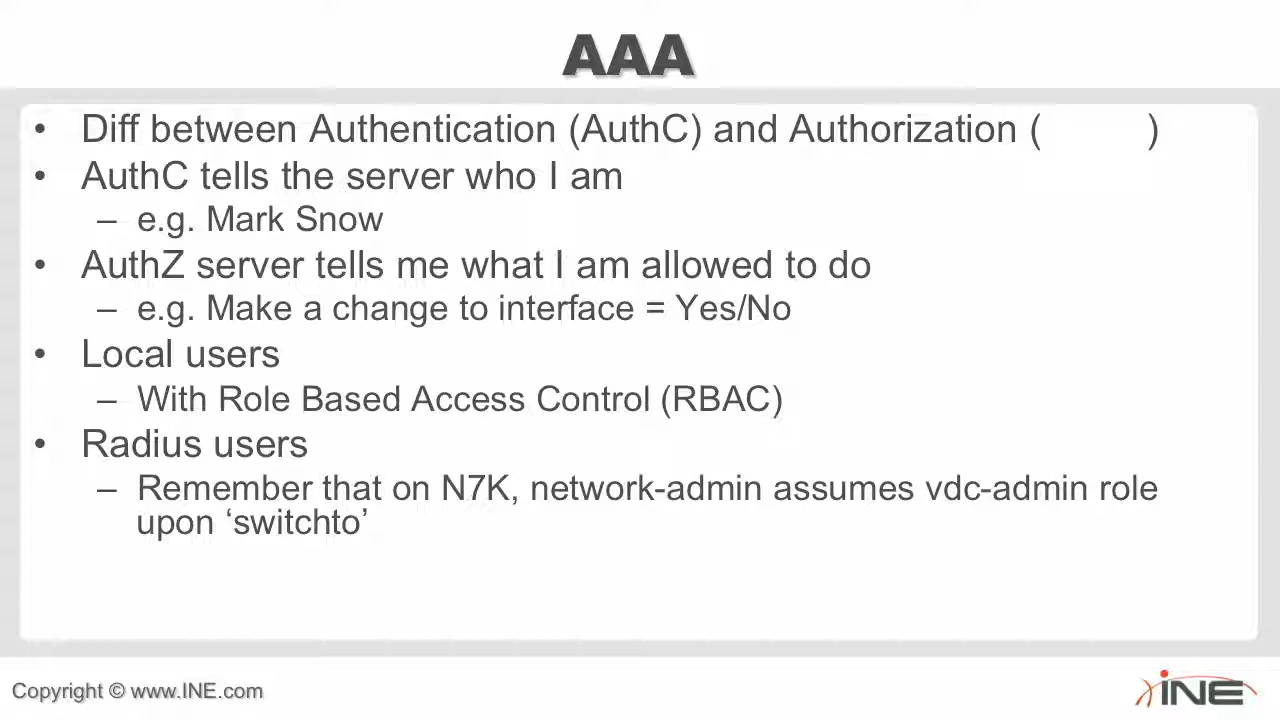 AAA
• Diff between Authentication (AuthC) and Authorization ( )
• AuthC tells the server who I am
– e.g. Mark Snow
• AuthZ server tells me what I am allowed to do
– e.g. Make a change to interface = Yes/No
• Local users
– With Role Based Access Control (RBAC)
• Radius users
– Remember that on N7K, network-admin assumes vdc-admin role
upon ‘switchto’
Copyright © www.INE.com
INE